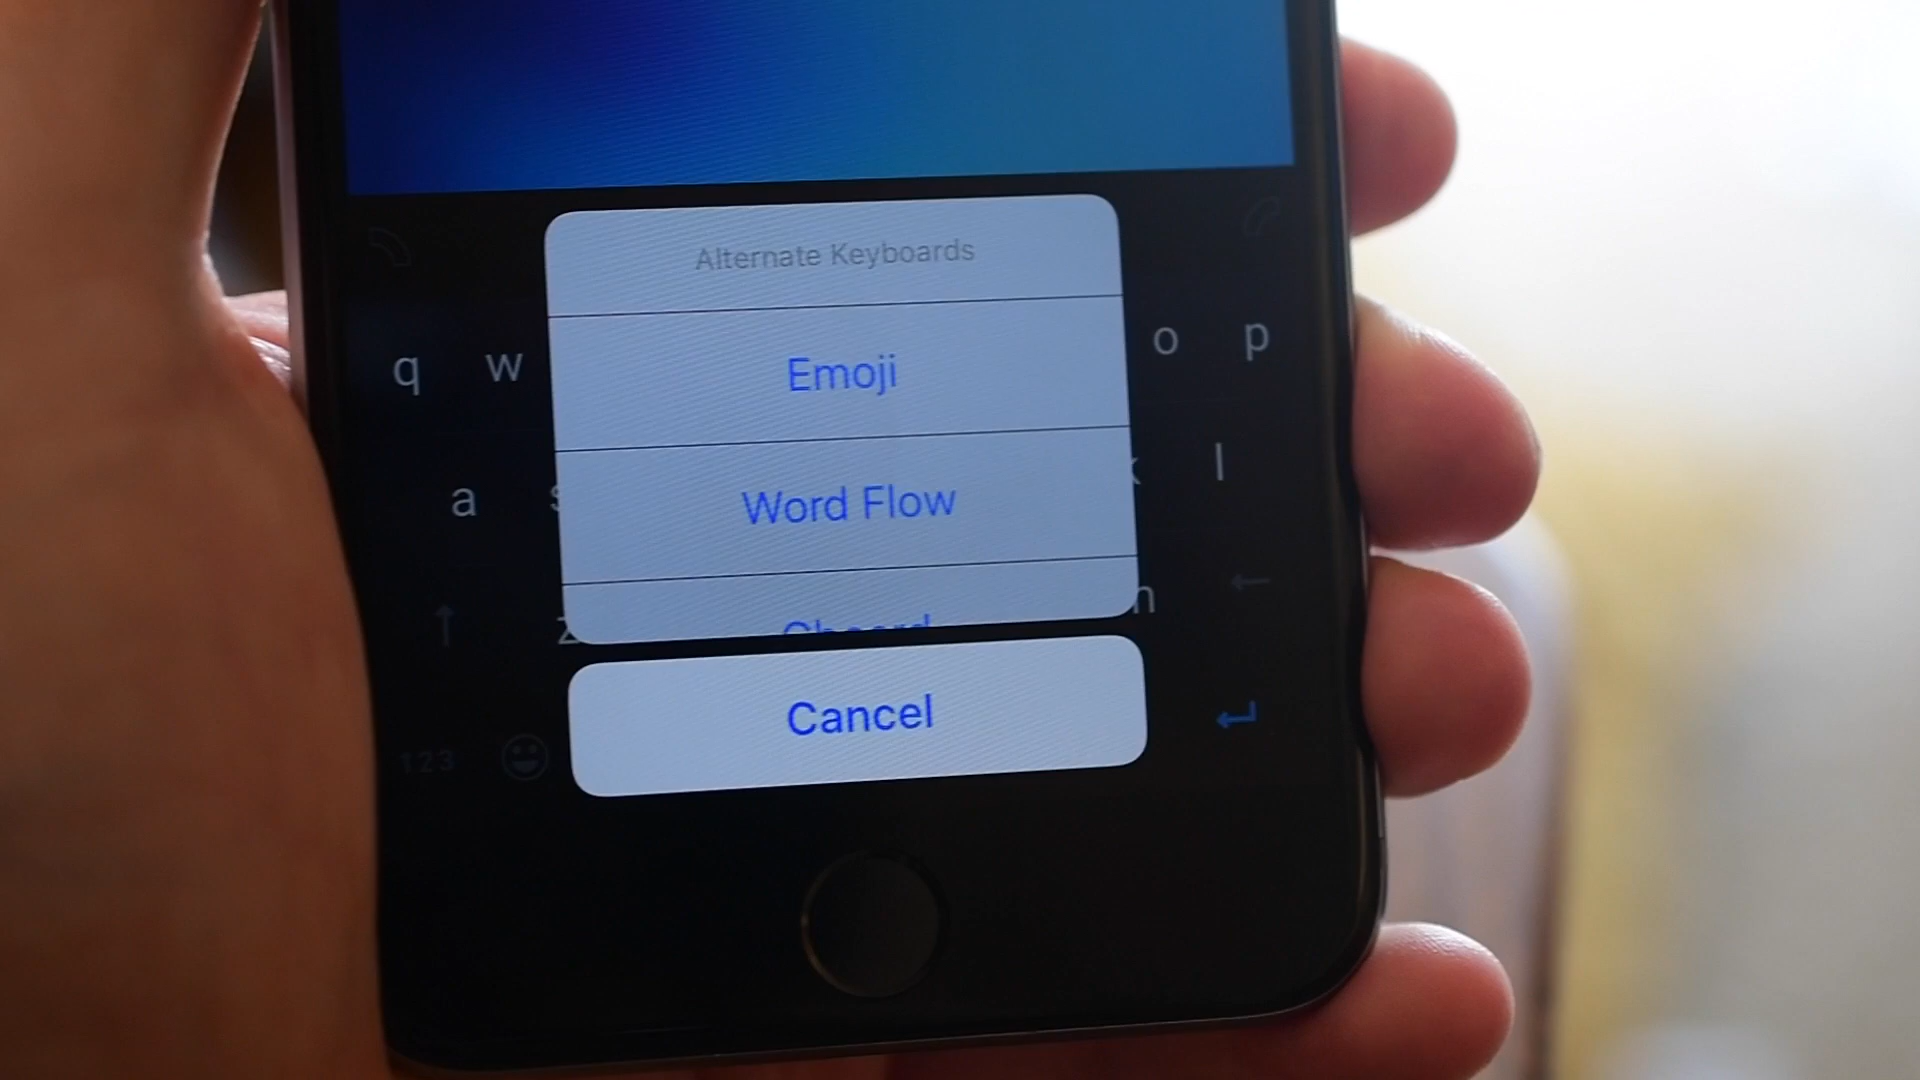 Alternate Keyboards
q w o p
Emoji
a s k l
Word Flow
z n
Cancel
123